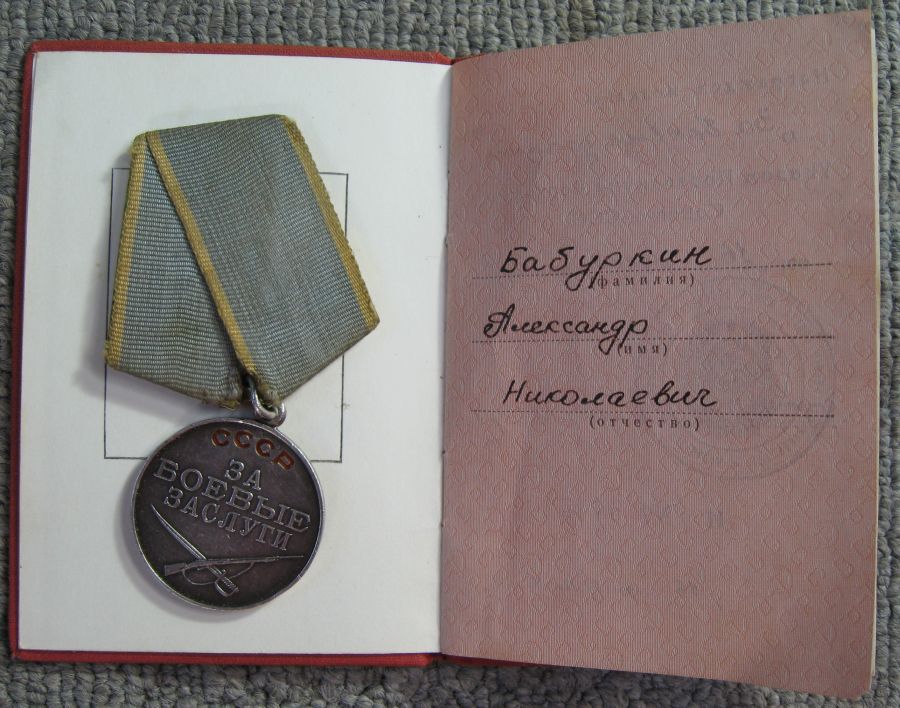 СССР
ЗА
БОЕВЫЕ
ЗАСЛУГИ
Бабуркин
(фамилия)
Александр
(имя)
Николаевич
(отчество)